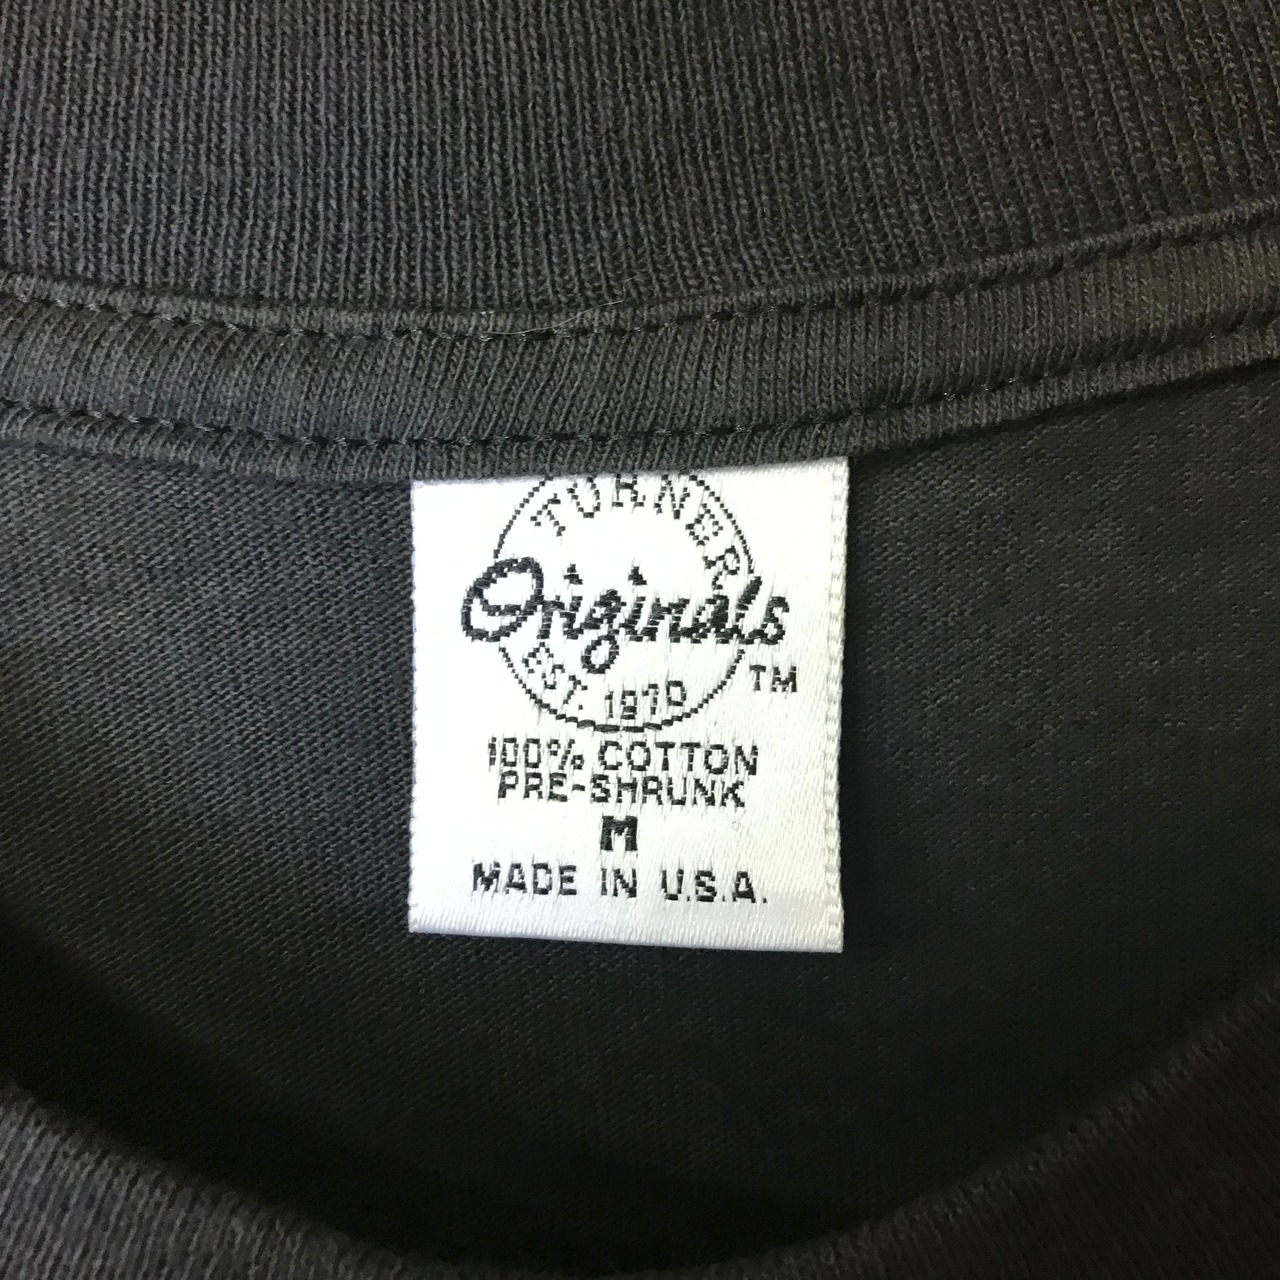 TURNER
Originals
EST. 1970
TM
100% COTTON
PRE-SHRUNK
M
MADE IN U.S.A.